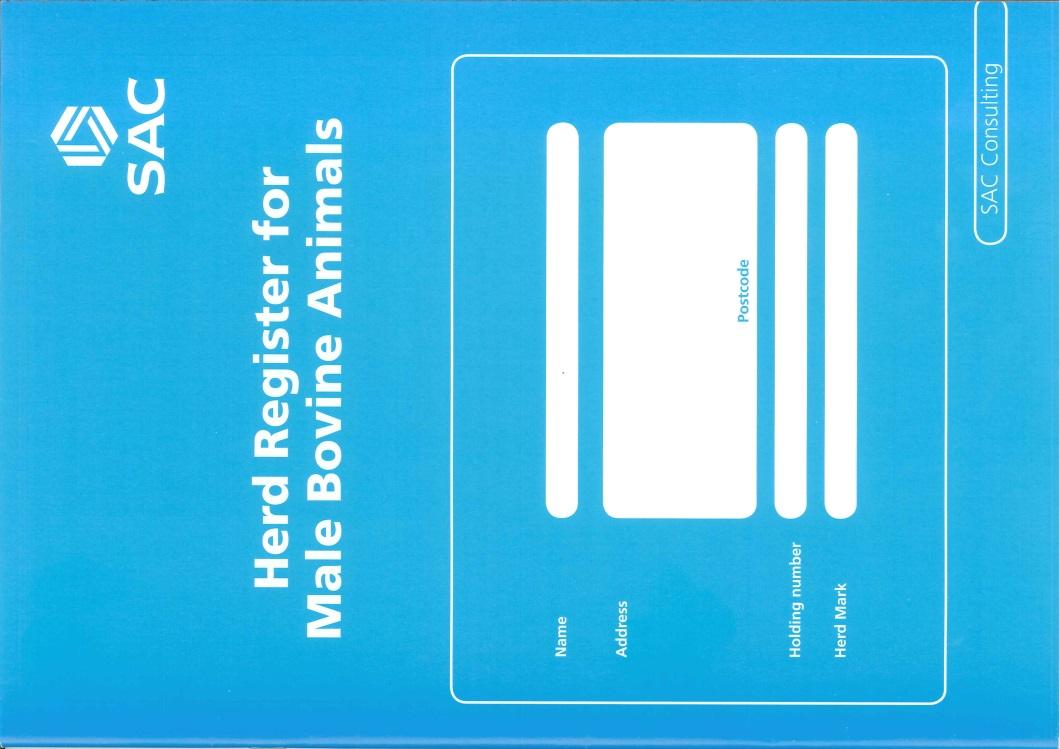 SAC
Herd Register for
Male Bovine Animals
Name
Address
Postcode
Holding number
Herd Mark
SAC Consulting